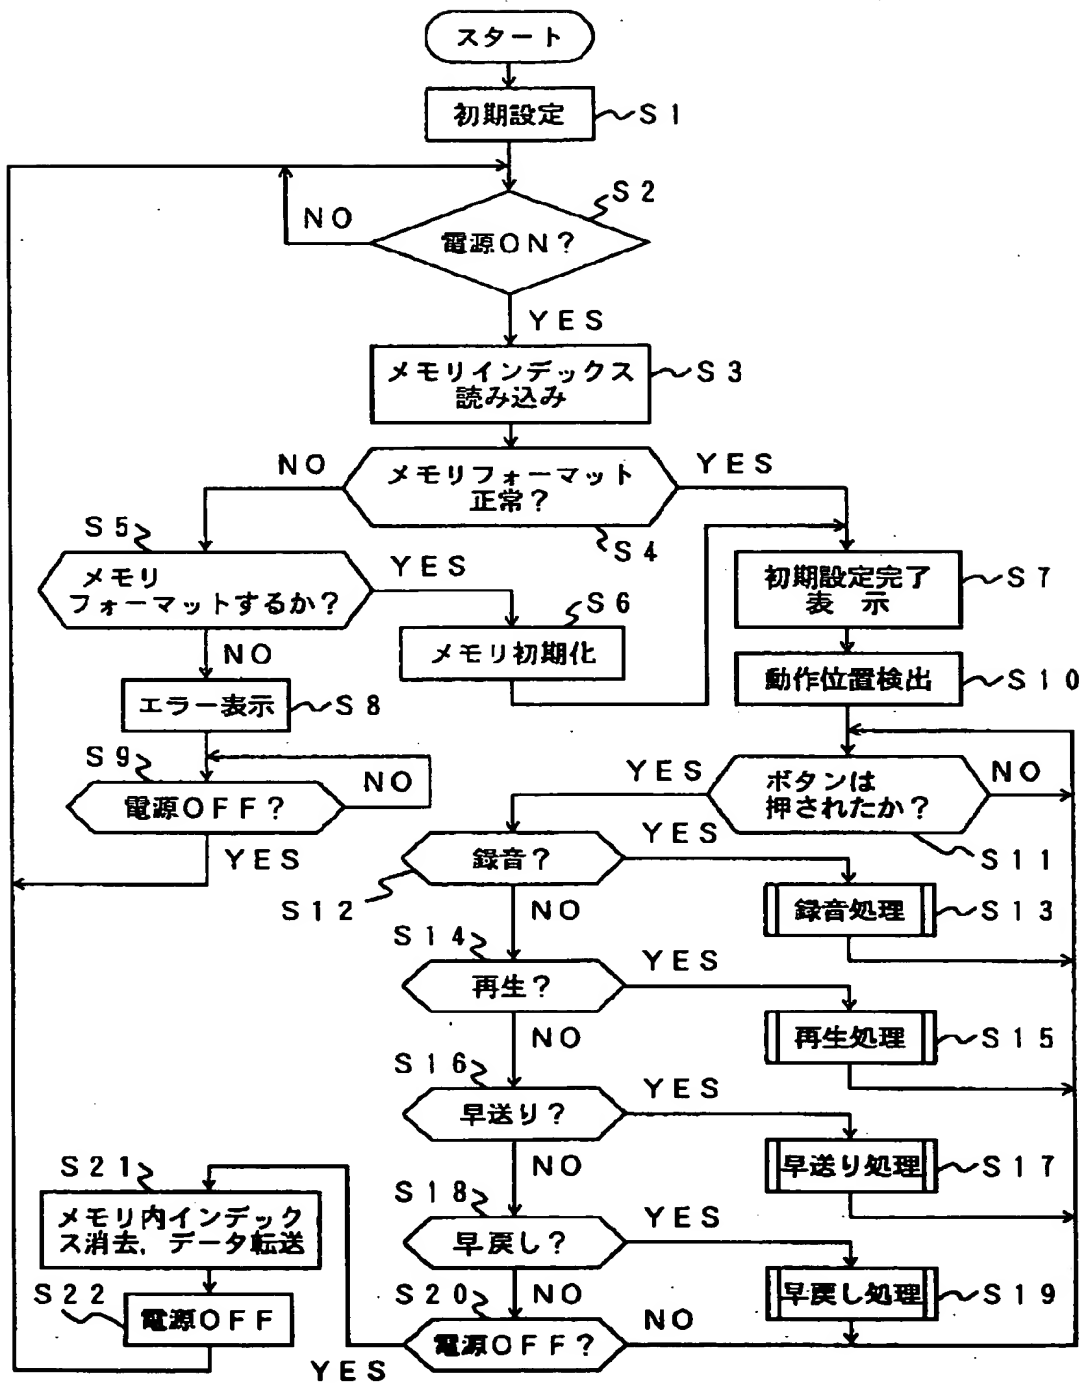 スタート
初期設定
S1
S2
NO
電源ON?
YES
メモリインデックス
読み込み
S3
NO
メモリフォーマット
正常?
YES
S4
S5
メモリ
フォーマットするか?
YES
S6
メモリ初期化
初期設定完了
表 示
S7
NO
エラー表示
S8
動作位置検出
S10
S9
電源OFF?
NO
YES
YES
ボタンは
押されたか?
NO
S11
録音?
YES
S12
NO
録音処理
S13
S14
再生?
YES
NO
再生処理
S15
S16
早送り?
YES
NO
早送り処理
S17
S18
早戻し?
YES
NO
早戻し処理
S19
S20
電源OFF?
NO
YES
S21
メモリ内インデック
ス消去,データ転送
S22
電源OFF